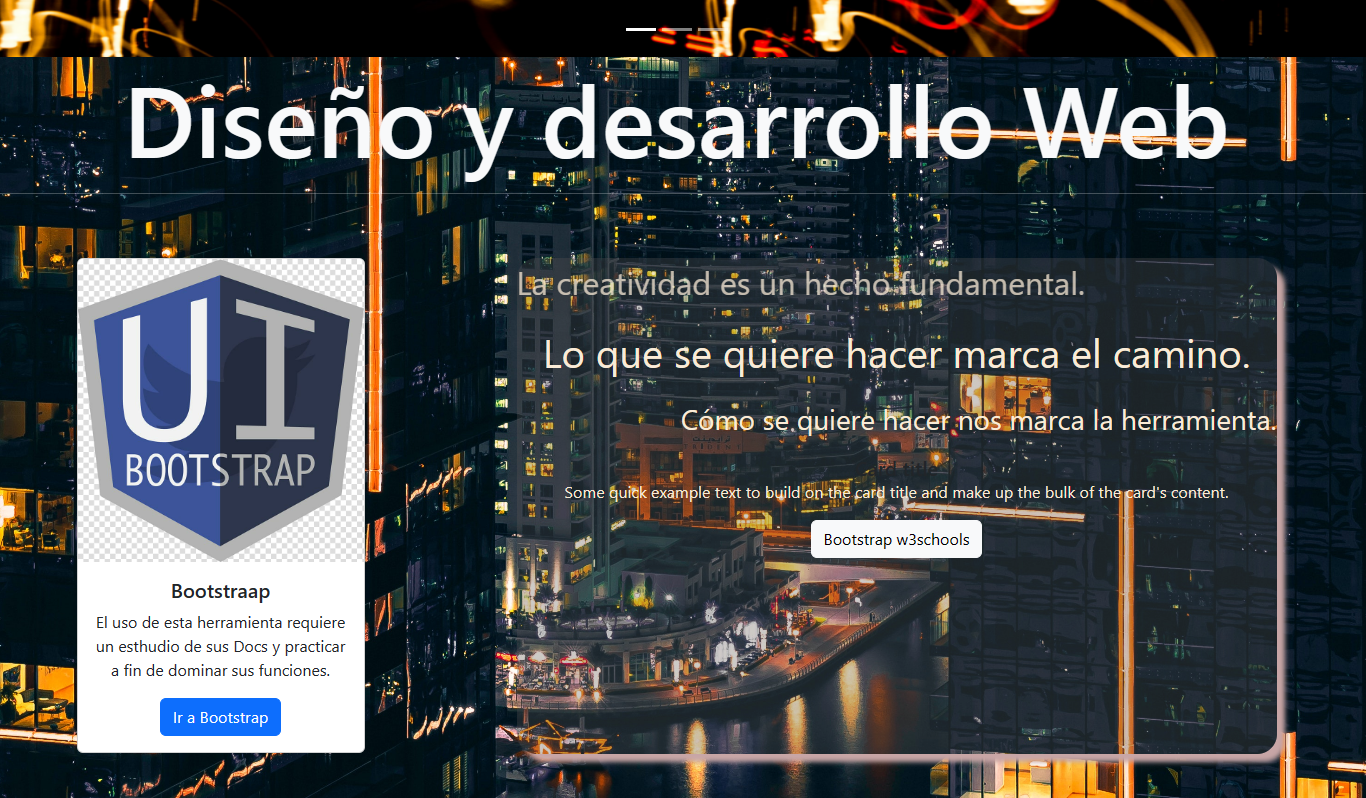 Diseño y desarrollo Web
UI
BOOTSTRAP
Bootstraap
El uso de esta herramienta requiere
un esthudio de sus Docs y practicar
a fin de dominar sus funciones.
Ir a Bootstrap
La creatividad es un hecho fundamental.
Lo que se quiere hacer marca el camino.
Cómo se quiere hacer nos marca la herramienta.
Some quick example text to build on the card title and make up the bulk of the card's content.
Bootstrap w3schools